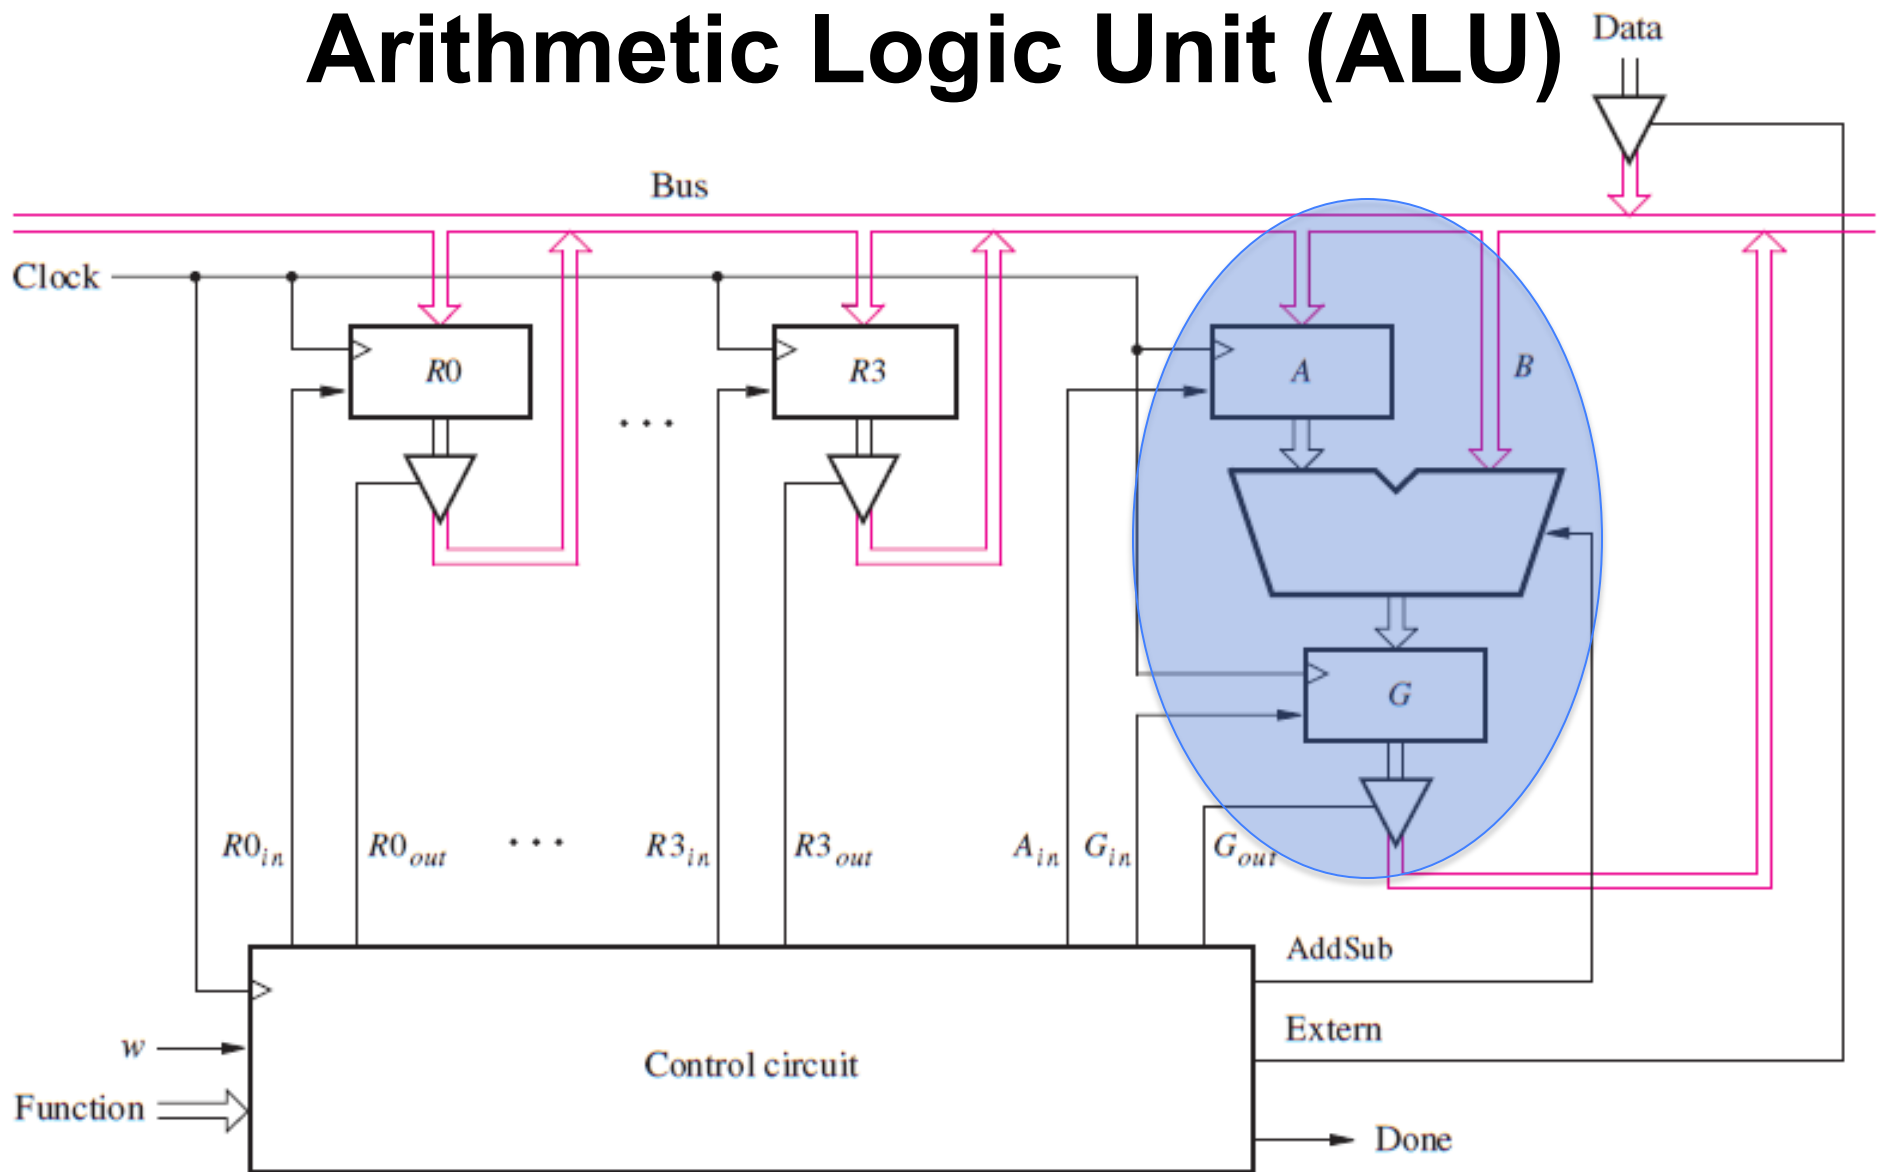 Arithmetic Logic Unit (ALU)
Data
Bus
Clock
R0
R3
A
B
...
G
R0in
R0out
...
R3in
R3out
Ain
Gin
Gout
AddSub
Extern
w
Control circuit
Function
Done